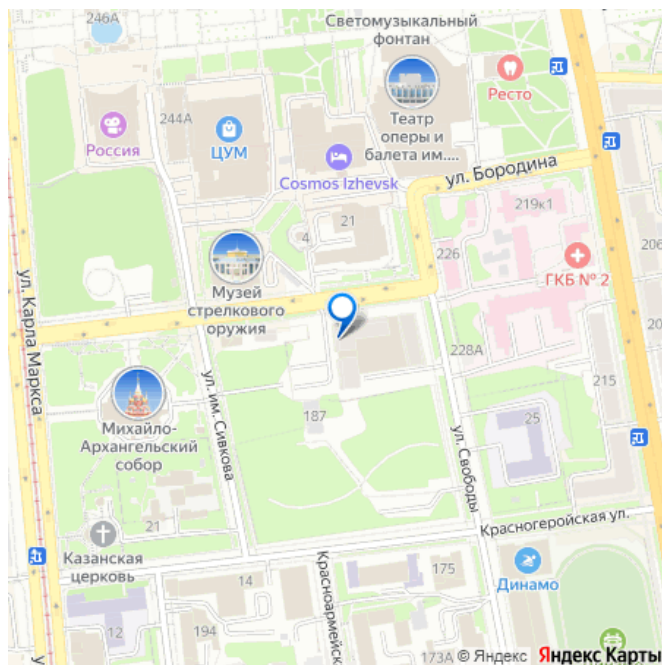 246А
Светомузыкальный
фонтан
Ресто
244А
Россия
ЦУМ
Театр
оперы и
балета им....
Cosmos Izhevsk
ул. Бородина
219к1
21
4
226
206
ГКБ № 2
Музей
стрелкового
оружия
ул. Карла Маркса
228А
215
Михайло-
Архангельский
собор
ул. им. Сивкова
187
25
ул. Свободы
21
Казанская
церковь
Красногеройская ул.
14
Красноармейск
175
Динамо
12
194
173А
© Яндекс Яндекс Карты